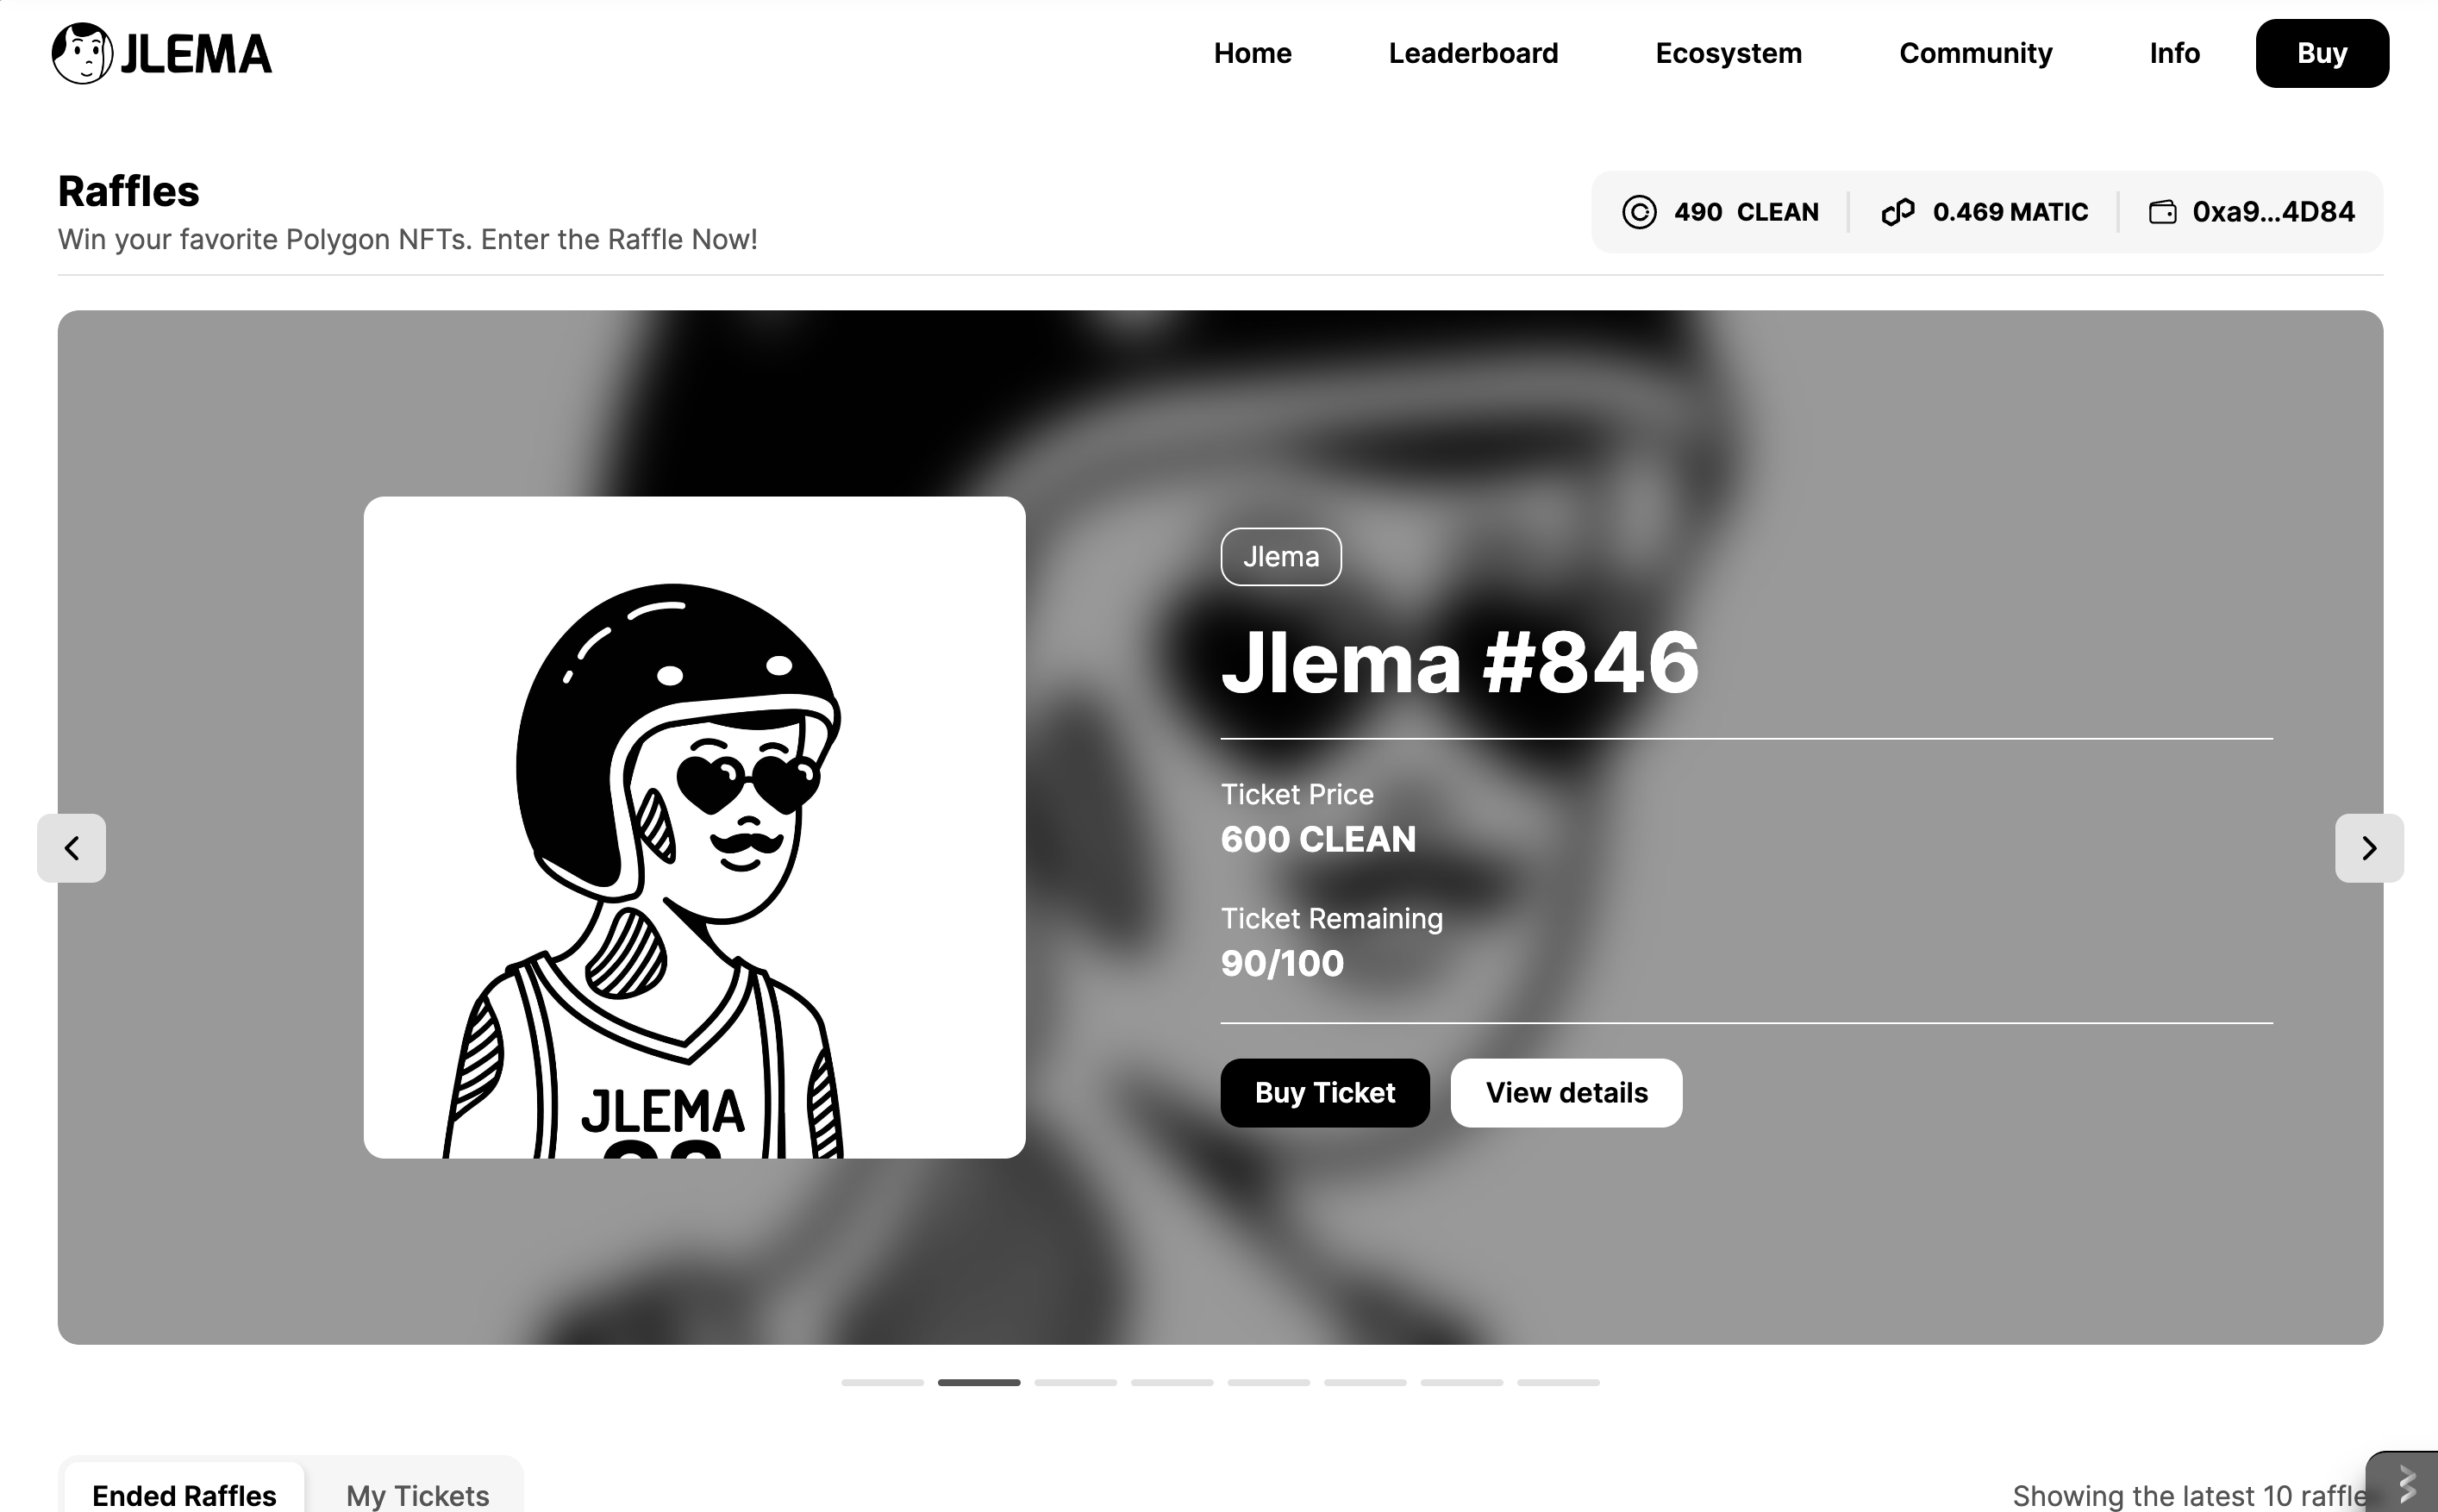 JLEMA
Home Leaderboard Ecosystem Community Info Buy
Raffles
Win your favorite Polygon NFTs. Enter the Raffle Now!
490 CLEAN 0.469 MATIC 0xa9...4D84
Jlema
Jlema #846
Ticket Price
600 CLEAN
Ticket Remaining
90/100
Buy Ticket View details
JLEMA
Ended Raffles My Tickets Showing the latest 10 raffle